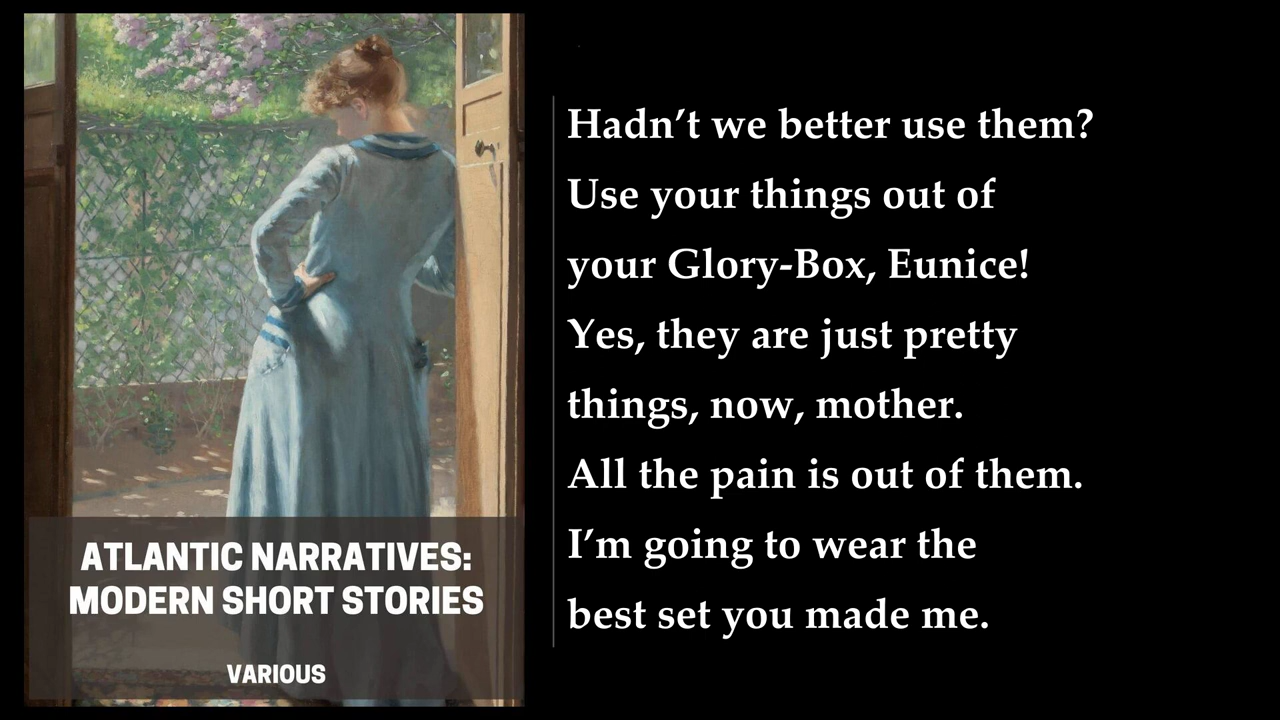 ATLANTIC NARRATIVES:
MODERN SHORT STORIES
VARIOUS
Hadn’t we better use them?
Use your things out of
your Glory-Box, Eunice!
Yes, they are just pretty
things, now, mother.
All the pain is out of them.
I’m going to wear the
best set you made me.